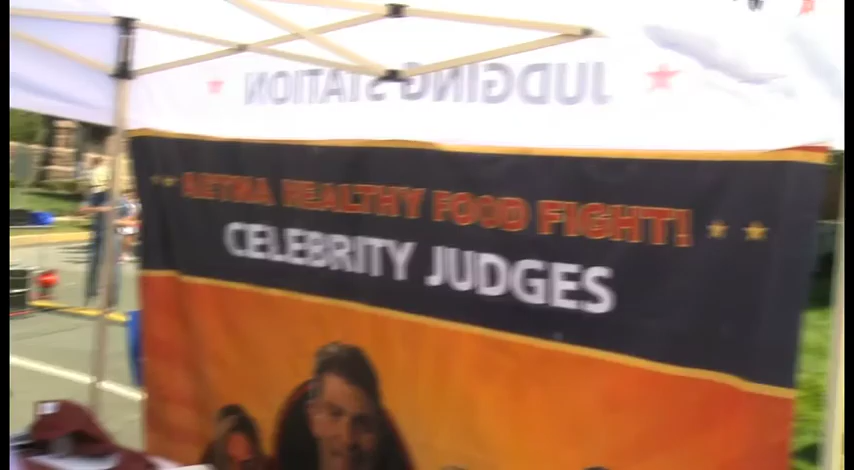 JUDGING STATION
AETNA HEALTHY FOOD FIGHT!
CELEBRITY JUDGES